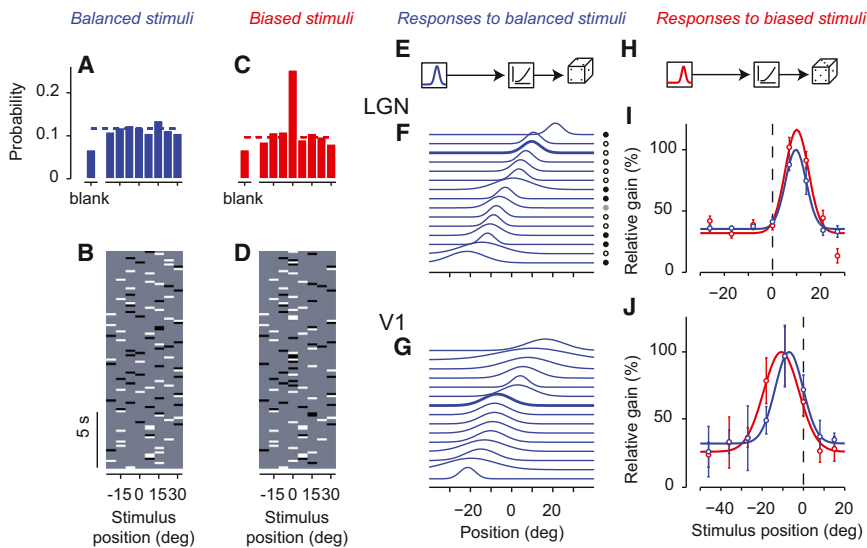 Balanced stimuli
Biased stimuli
Responses to balanced stimuli
Responses to biased stimuli
A
C
E
H
Probability
0.2
0.1
0
blank
blank
LGN
F
I
Relative gain (%)
100
50
0
−20
0
20
B
D
5 s
-15 0 15 30
Stimulus
position (deg)
-15 0 15 30
Stimulus
position (deg)
V1
G
−20
0
20
Position (deg)
J
Relative gain (%)
100
50
0
−40
−20
0
Stimulus position (deg)